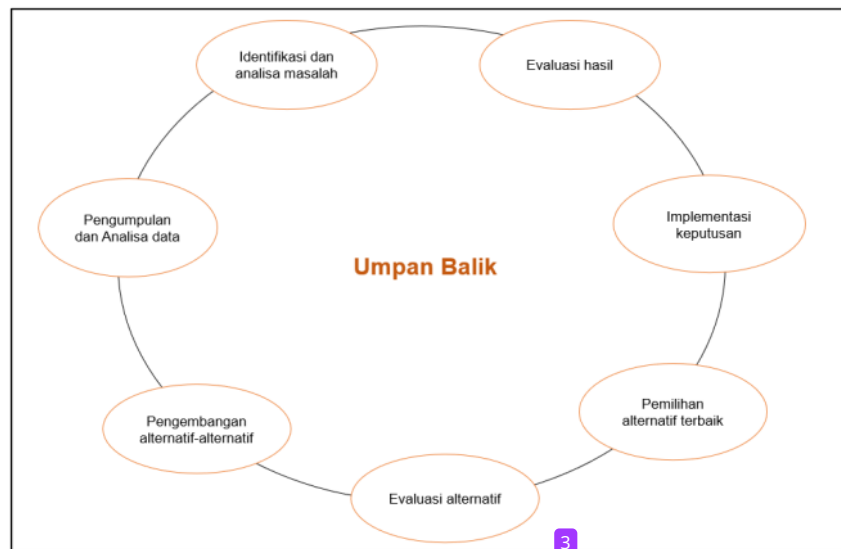 Identifikasi dan
analisa masalah
Evaluasi hasil
Pengumpulan
dan Analisa data
Implementasi
keputusan
Umpan Balik
Pengembangan
alternatif-alternatif
Pemilihan
alternatif terbaik
Evaluasi alternatif
3